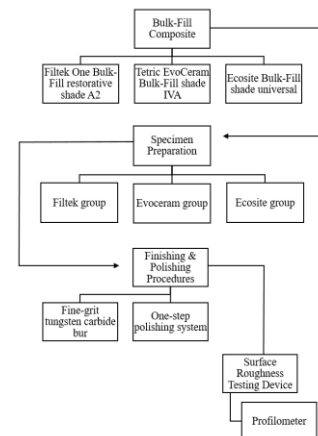 Bulk-Fill
Composite
Filtek One Bulk-
Fill restorative
shade A2
Tetric EvoCeram
Bulk-Fill shade
IVA
Ecosite Bulk-Fill
shade universal
Specimen
Preparation
Filtek group
Evoceram group
Ecosite group
Finishing &
Polishing
Procedures
Fine-grit
tungsten carbide
bur
One-step
polishing system
Surface
Roughness
Testing Device
Profilometer